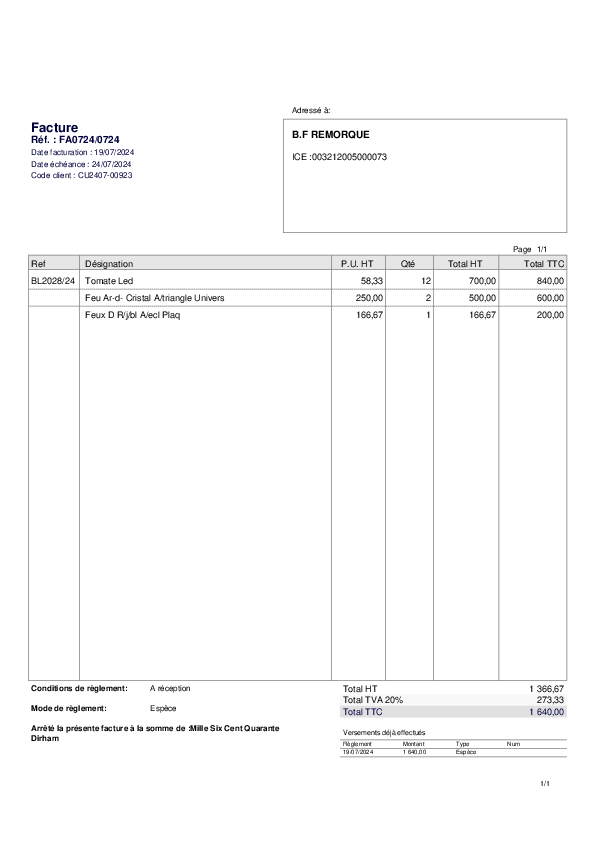 Adressé à:
Facture
Réf. : FA0724/0724
Date facturation : 19/07/2024
Date échéance : 24/07/2024
Code client : CU2407-00923
B.F REMORQUE
ICE :003212005000073
Page 1/1
Ref Désignation P.U. HT Qté Total HT Total TTC
BL2028/24 Tomate Led 58,33 12 700,00 840,00
Feu Ar-d- Cristal A/triangle Univers 250,00 2 500,00 600,00
Feux D R/j/bl A/ecl Plaq 166,67 1 166,67 200,00
Conditions de règlement: A réception
Mode de règlement: Espèce
Arrêté la présente facture à la somme de :Mille Six Cent Quarante
Dirham
Total HT 1 366,67
Total TVA 20% 273,33
Total TTC 1 640,00
Versements déjà effectués
Règlement Montant Type Num
19/07/2024 1 640,00 Espèce
1/1